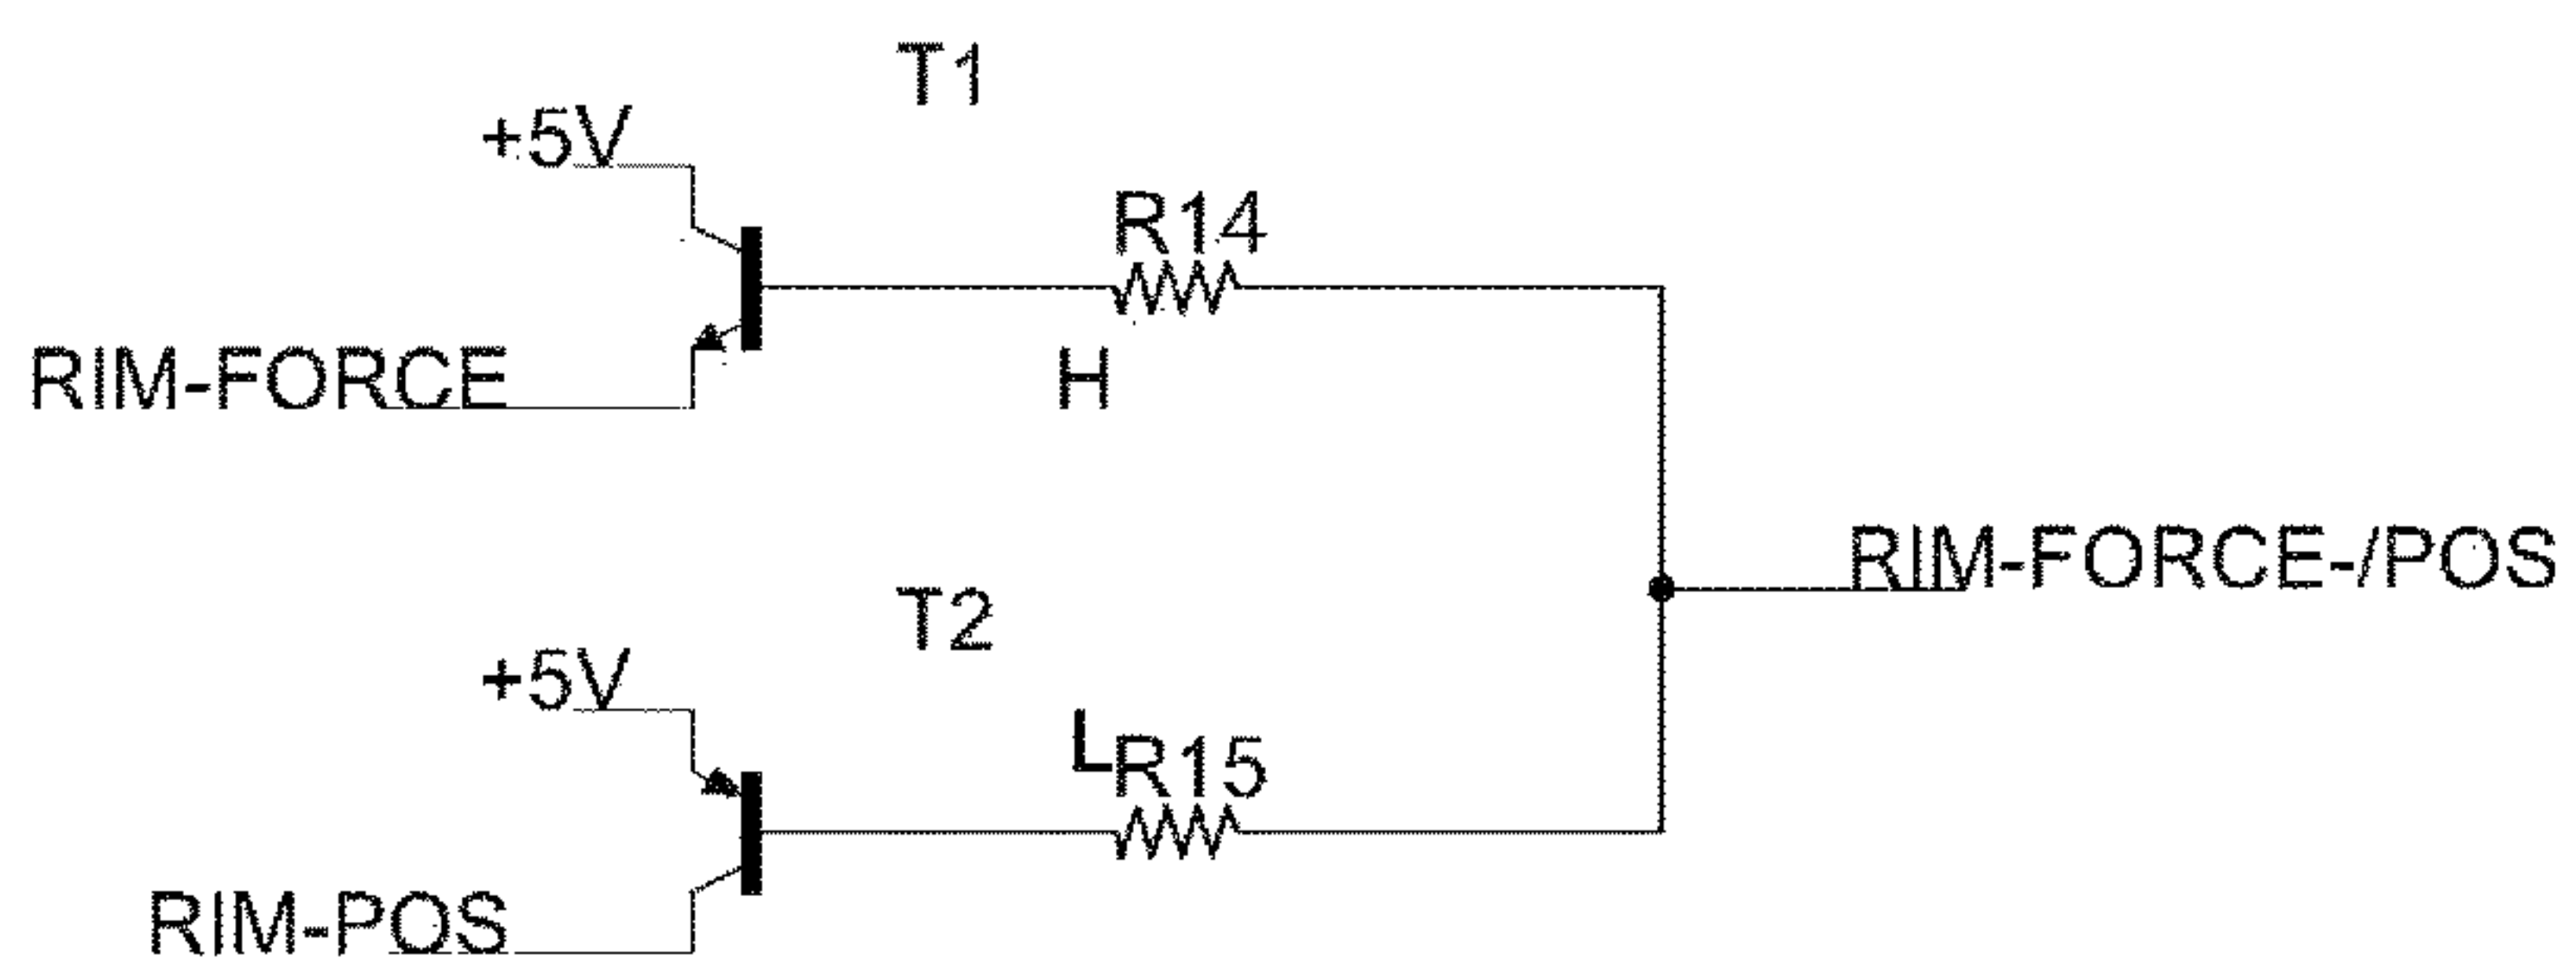 T1
+5V
R14
RIM-FORCE
H
RIM-FORCE-/POS
T2
+5V
L
R15
RIM-POS